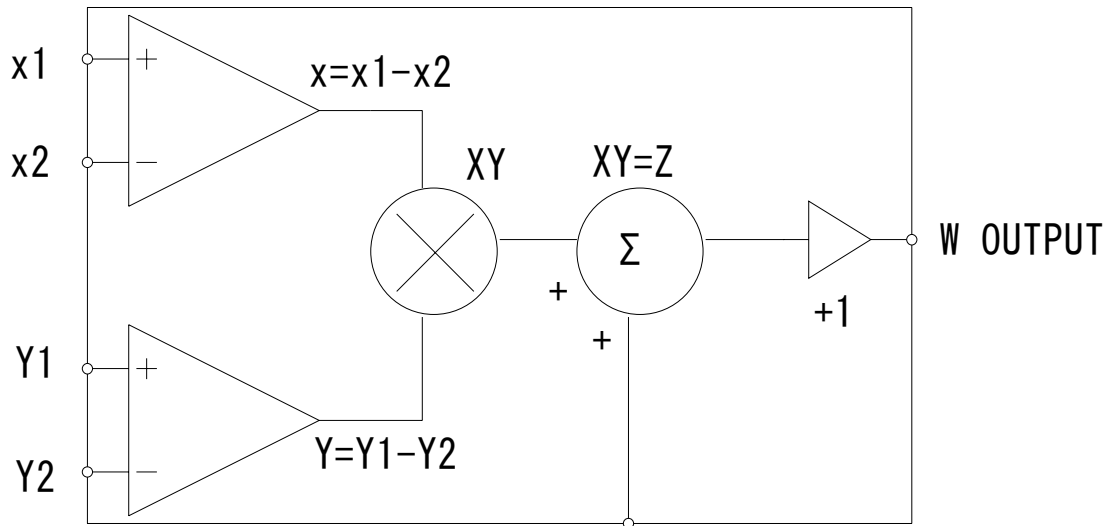 x1
+
x=x1-x2
x2
−
XY
XY=Z
Σ
W OUTPUT
+
+1
+
Y1
+
Y=Y1-Y2
Y2
−